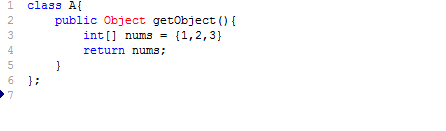 1 class A{
2     public Object getObject(){
3         int[] nums = {1,2,3}
4         return nums;
5     }
6 };
7